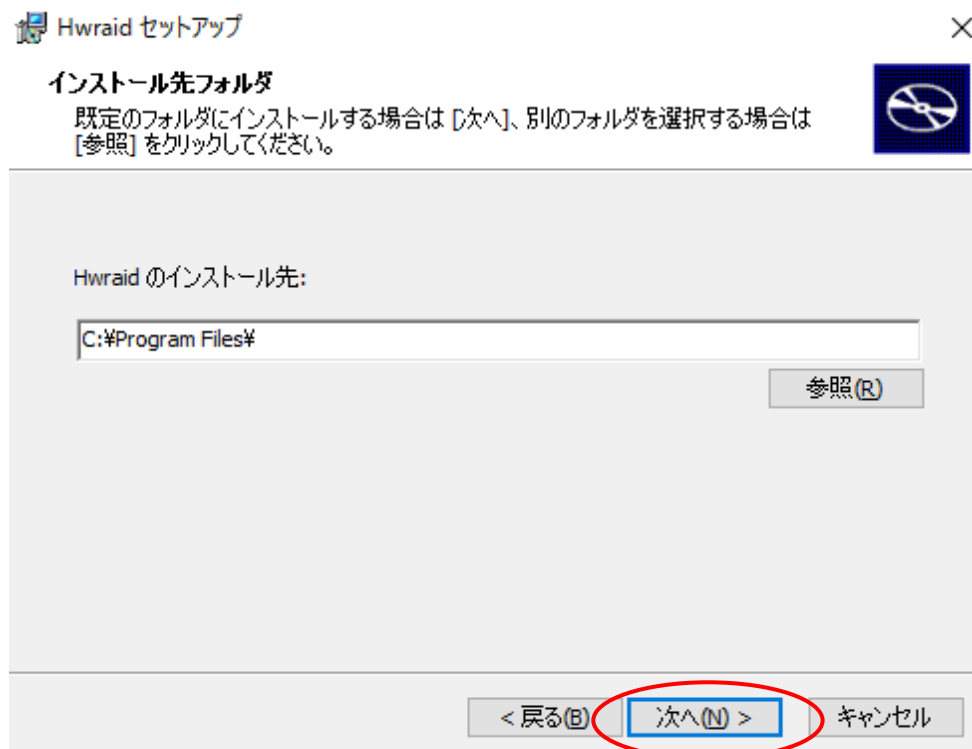 Hwraid セットアップ
インストール先フォルダ
既定のフォルダにインストールする場合は [次へ]、別のフォルダを選択する場合は
[参照] をクリックしてください。
Hwraid のインストール先:
C:¥Program Files¥
参照(R)
< 戻る(B)
次へ(N) >
キャンセル